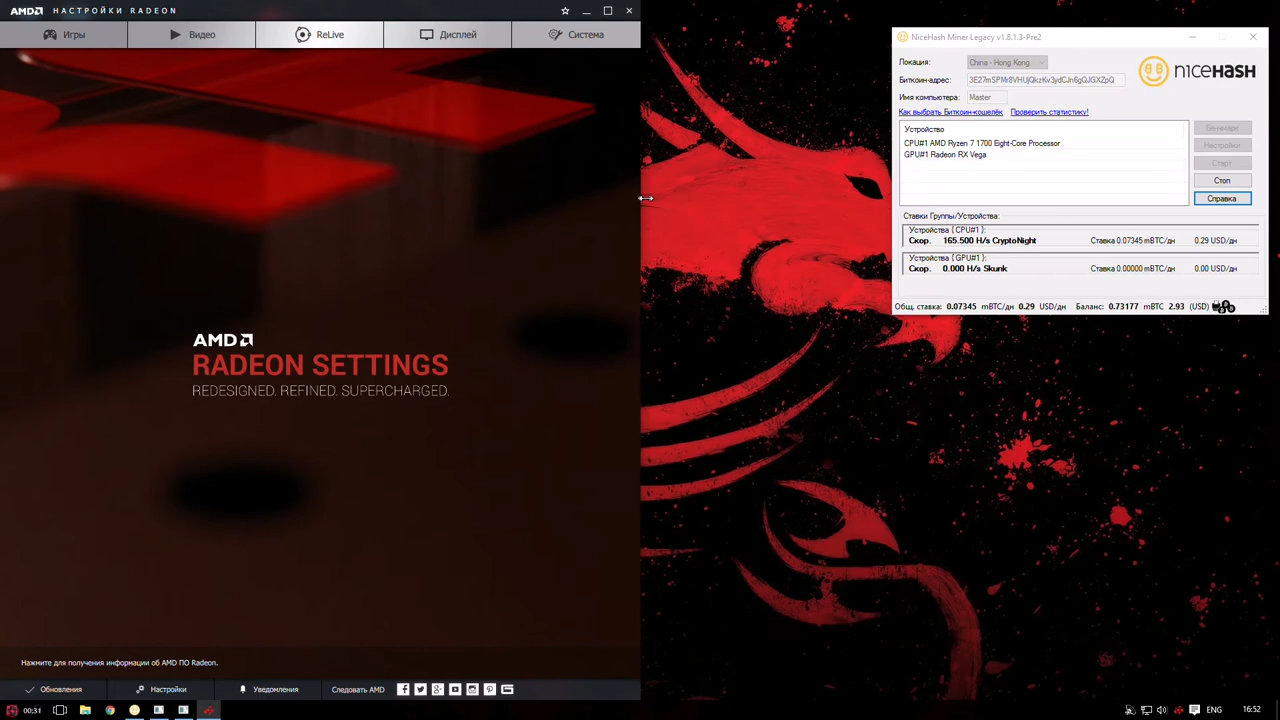 AMD НАСТРОЙКИ RADEON
Игры
Видео
ReLive
Дисплей
Система
AMD
RADEON SETTINGS
REDESIGNED. REFINED. SUPERCHARGED.
Нажмите для получения информации об AMD ПО Radeon.
Обновления
Настройки
Уведомления
Следовать AMD
NiceHash Miner Legacy v1.8.1.3-Pre2
Локация: China - Hong Kong
Биткоин-адрес:
Имя компьютера: Master
Как выбрать Биткоин-кошелёк Проверить статистику!
NICEHASH
Устройство
CPU#1 AMD Ryzen 7 1700 Eight-Core Processor
GPU#1 Radeon RX Vega
Бенчмарк
Настройки
Старт
Стоп
Справка
Ставки Группы/Устройства:
Устройства { CPU#1 }:
Скор. 165.500 H/s CryptoNight Ставка 0.07345 mBTC/дн 0.29 USD/дн
Устройства { GPU#1 }:
Скор. 0.000 H/s Skunk Ставка 0.00000 mBTC/дн 0.00 USD/дн
Общ. ставка: 0.07345 mBTC/дн 0.29 USD/дн Баланс: 0.73177 mBTC 2.93 (USD)
00:31
ENG
16:52